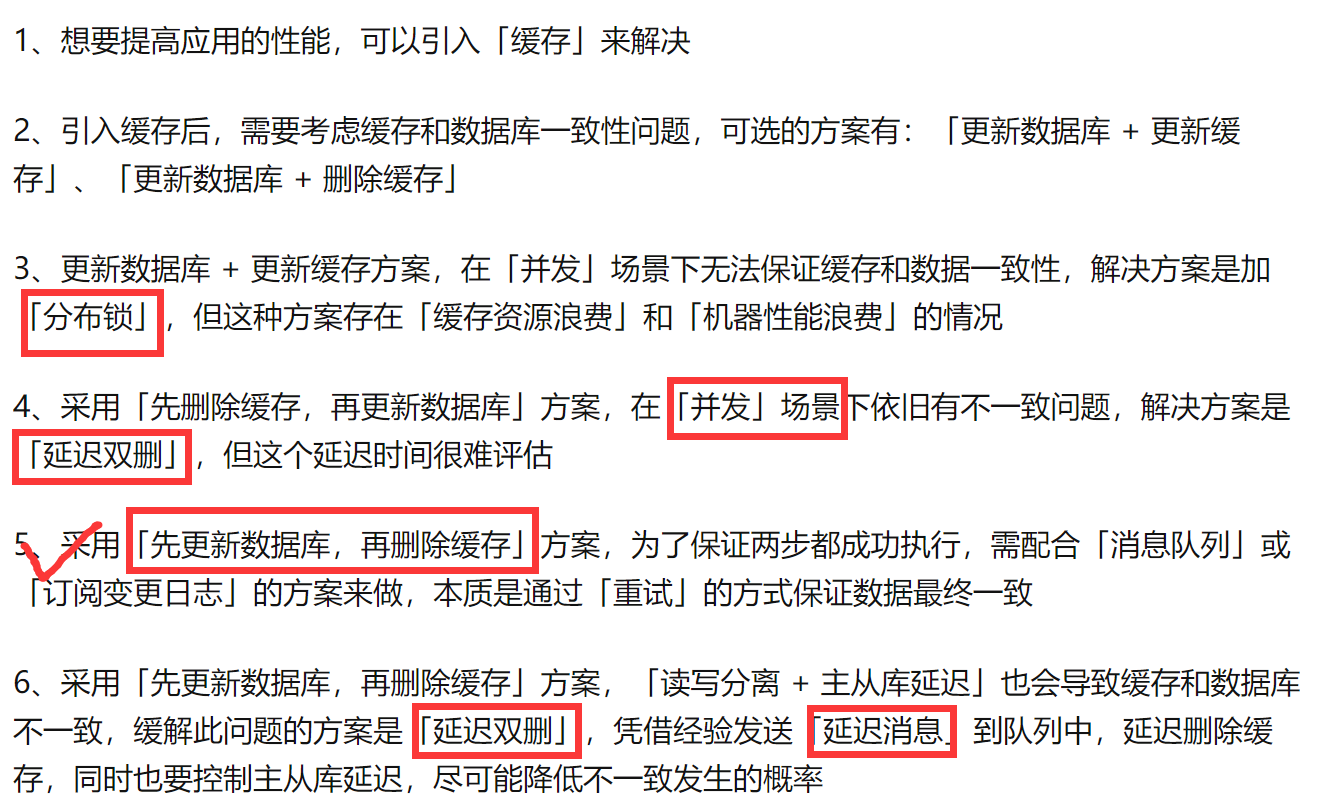 1、想要提高应用的性能，可以引入「缓存」来解决
2、引入缓存后，需要考虑缓存和数据库一致性问题，可选的方案有：「更新数据库 + 更新缓
存」、「更新数据库 + 删除缓存」
3、更新数据库 + 更新缓存方案，在「并发」场景下无法保证缓存和数据一致性，解决方案是加
「分布锁」，但这种方案存在「缓存资源浪费」和「机器性能浪费」的情况
4、采用「先删除缓存，再更新数据库」方案，在「并发」场景下依旧有不一致问题，解决方案是
「延迟双删」，但这个延迟时间很难评估
5、采用「先更新数据库，再删除缓存」方案，为了保证两步都成功执行，需配合「消息队列」或
「订阅变更日志」的方案来做，本质是通过「重试」的方式保证数据最终一致
6、采用「先更新数据库，再删除缓存」方案，「读写分离 + 主从库延迟」也会导致缓存和数据库
不一致，缓解此问题的方案是「延迟双删」，凭借经验发送「延迟消息」到队列中，延迟删除缓
存，同时也要控制主从库延迟，尽可能降低不一致发生的概率